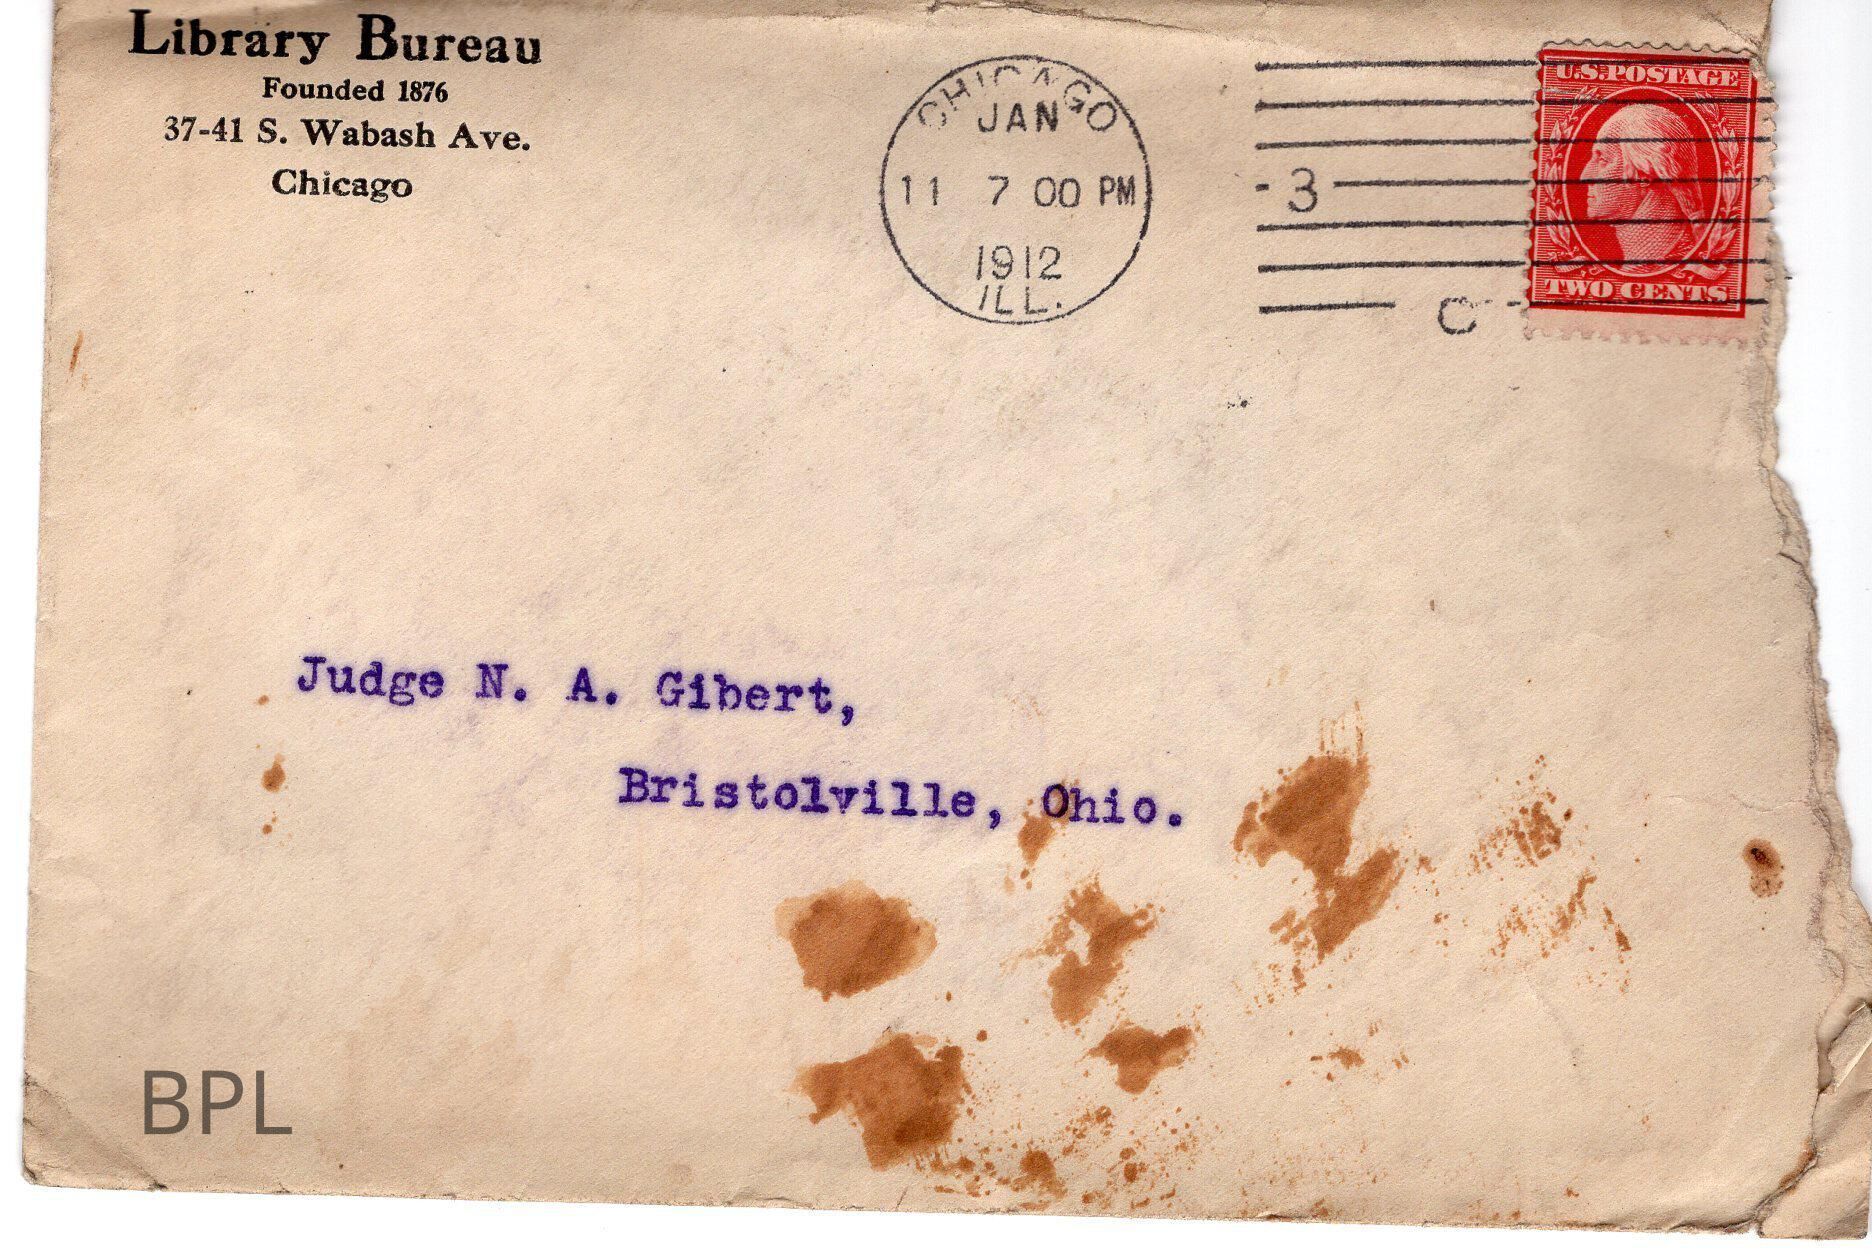 Library Bureau
Founded 1876
37-41 S. Wabash Ave.
Chicago
CHICAGO
JAN
11 7 00 PM
1912
ILL.
- 3
C
U.S. POSTAGE
TWO CENTS
Judge N. A. Gibert,
Bristolville, Ohio.
BPL